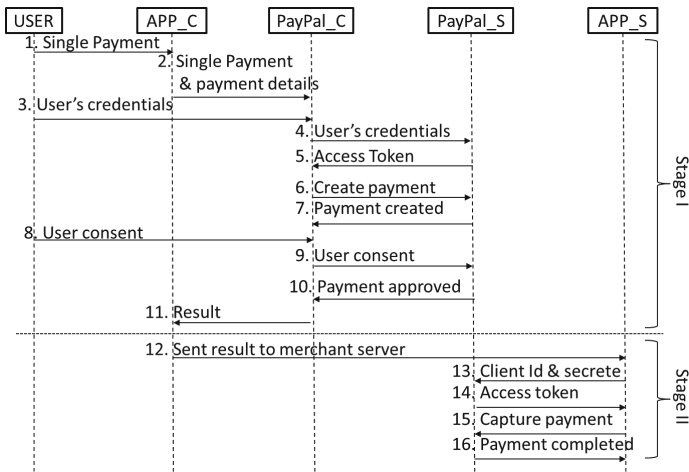 USER APP_C PayPal_C PayPal_S APP_S
1. Single Payment
2. Single Payment
& payment details
3. User's credentials
4. User's credentials
5. Access Token
6. Create payment
7. Payment created
8. User consent
9. User consent
10. Payment approved
11. Result
Stage I
12. Sent result to merchant server
13. Client Id & secrete
14. Access token
15. Capture payment
16. Payment completed
Stage II